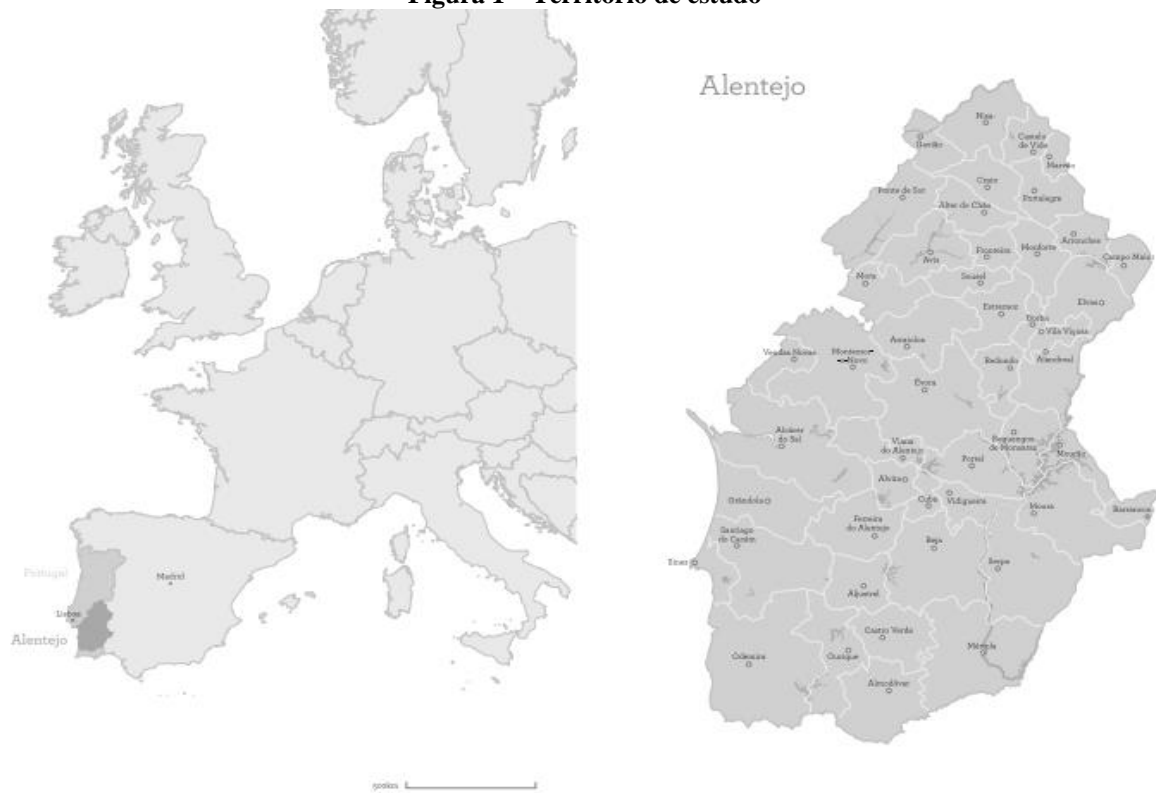 Figura 1 – Território de estudo
Alentejo
Nisa
Gavião
Castelo
de Vide
Marvão
Crato
Ponte de Sor
Portalegre
Alter do Chão
Arronches
Avis
Fronteira
Monforte
Campo Maior
Mora
Sousel
Estremoz
Elvas
Borba
Vila Viçosa
Arraiolos
Vendas Novas
Montemor-
-o-Novo
Redondo
Alandroal
Évora
Alcácer
do Sal
Viana
do Alentejo
Reguengos
de Monsaraz
Mourão
Portel
Alvito
Grândola
Cuba
Vidigueira
Moura
Barrancos
Santiago
do Cacém
Ferreira
do Alentejo
Beja
Sines
Serpa
Aljustrel
Castro Verde
Odemira
Ourique
Mértola
Almodôvar
Portugal
Madrid
Lisboa
Alentejo
500km